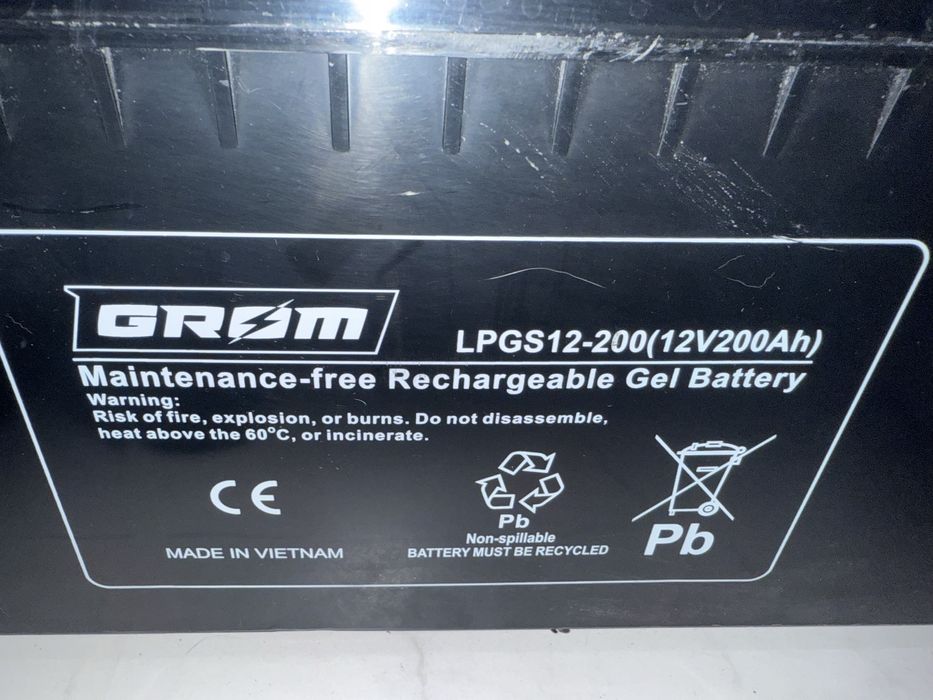 GRØM
LPGS12-200(12V200Ah)
Maintenance-free Rechargeable Gel Battery
Warning:
Risk of fire, explosion, or burns. Do not disassemble,
heat above the 60°C, or incinerate.
CE
Pb
Non-spillable
BATTERY MUST BE RECYCLED
Pb
MADE IN VIETNAM